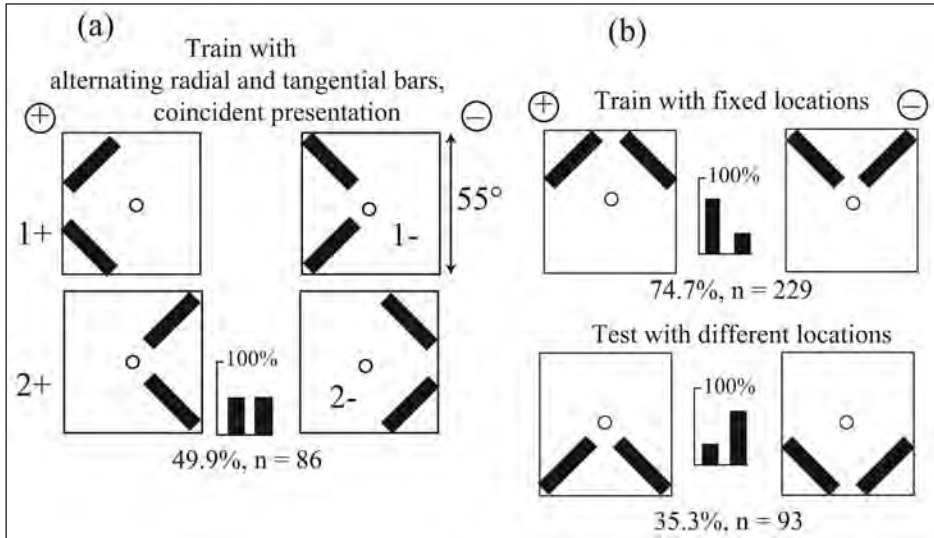 (a)
Train with
alternating radial and tangential bars,
coincident presentation
+
−
1+
1-
55°
2+
100%
2-
49.9%, n = 86
(b)
+
Train with fixed locations
−
100%
74.7%, n = 229
Test with different locations
100%
35.3%, n = 93